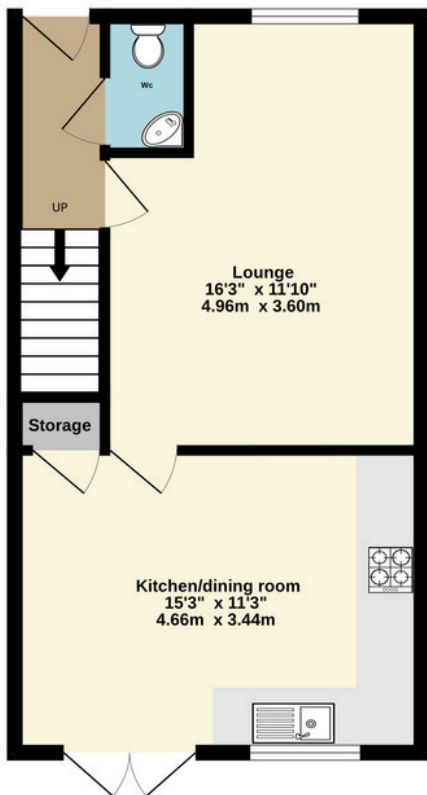 Wc
UP
Lounge
16'3" x 11'10"
4.96m x 3.60m
Storage
Kitchen/dining room
15'3" x 11'3"
4.66m x 3.44m